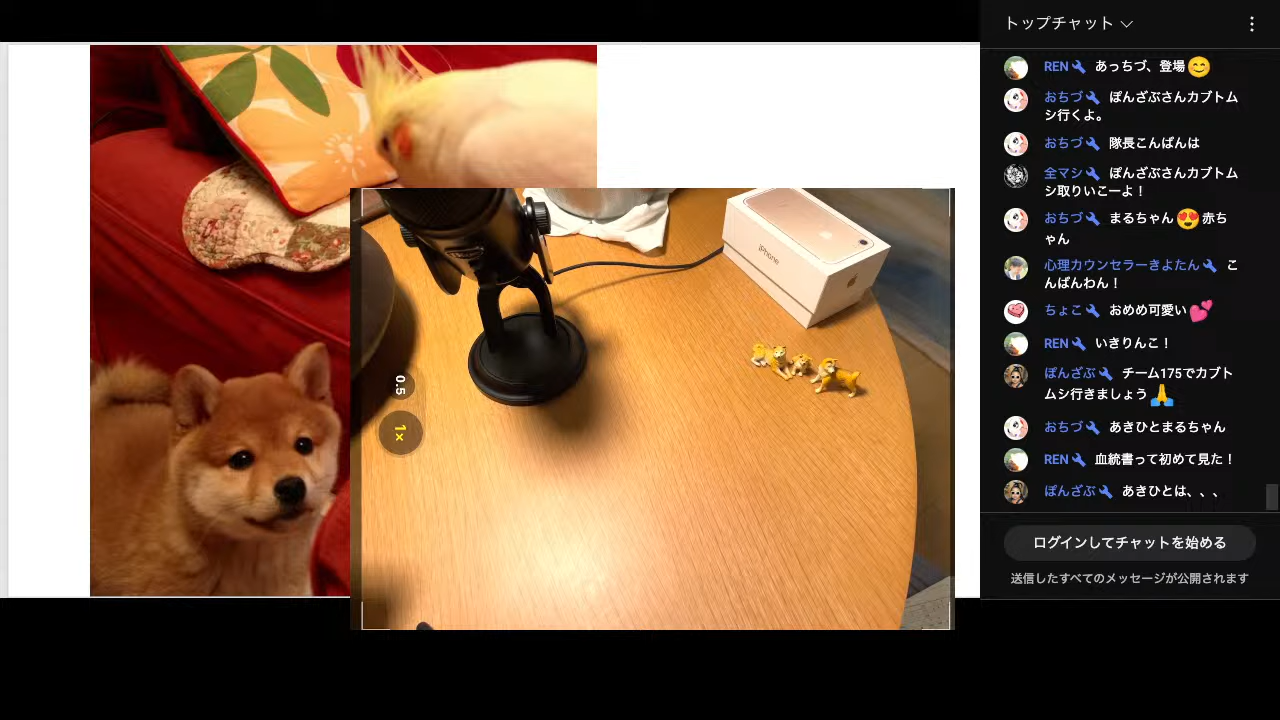 トップチャット
REN あっちづ、登場😊
おちづ ぽんざぶさんカブトム
シ行くよ。
おちづ 隊長こんばんは
全マシ ぽんざぶさんカブトム
シ取りいこーよ！
おちづ まるちゃん😍赤ち
ゃん
心理カウンセラーきよたん こ
んばんわん！
ちょこ おめめ可愛い💕
REN いきりんこ！
ぽんざぶ チーム175でカブト
ムシ行きましょう🙏
おちづ あきひとまるちゃん
REN 血統書って初めて見た！
ぽんざぶ あきひとは、、、
ログインしてチャットを始める
送信したすべてのメッセージが公開されます
iPhone
0.5
1×